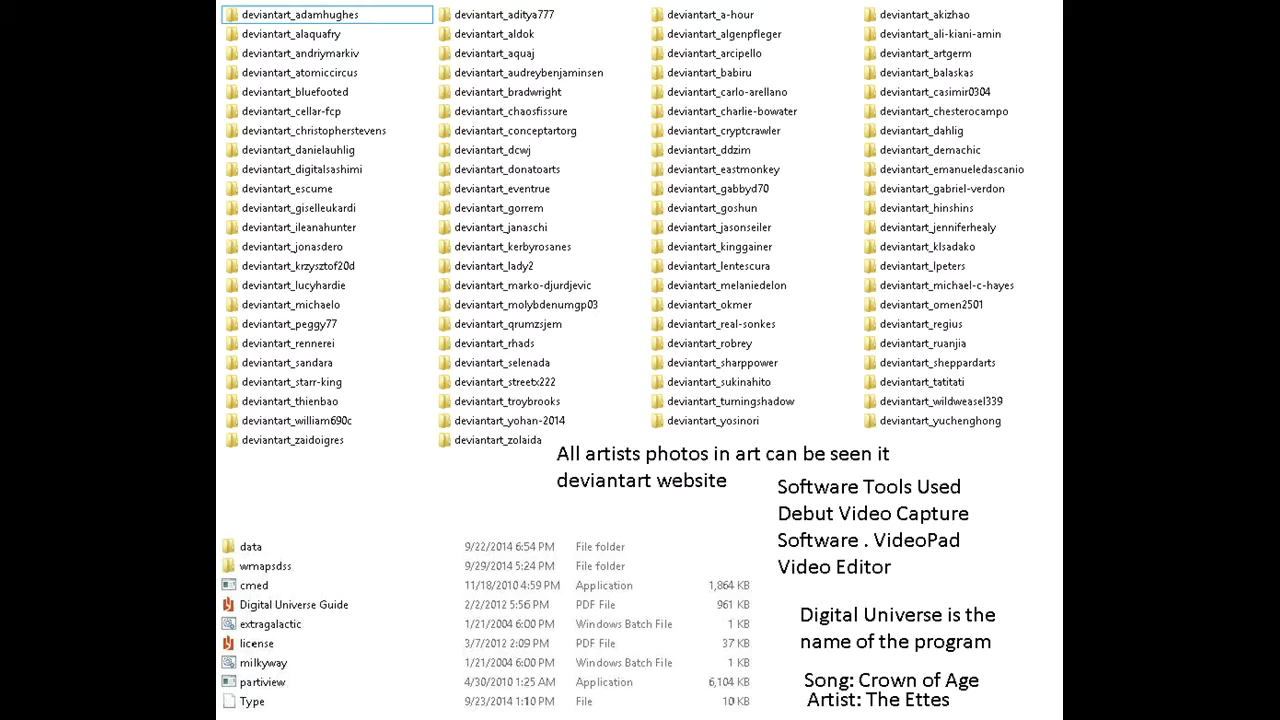 deviantart_adamhughes deviantart_aditya777 deviantart_a-hour deviantart_akizhao
deviantart_alaquafry deviantart_aldok deviantart_algenpfleger deviantart_ali-kiani-amin
deviantart_andriymarkiv deviantart_aquaj deviantart_arcipello deviantart_artgerm
deviantart_atomiccircus deviantart_audreybenjaminsen deviantart_babiru deviantart_balaskas
deviantart_bluefooted deviantart_bradwright deviantart_carlo-arellano deviantart_casimir0304
deviantart_cellar-fcp deviantart_chaosfissure deviantart_charlie-bowater deviantart_chesterocampo
deviantart_christopherstevens deviantart_conceptartorg deviantart_cryptcrawler deviantart_dahlig
deviantart_danielauhlig deviantart_dcwj deviantart_ddzim deviantart_demachic
deviantart_digitalsashimi deviantart_donatoarts deviantart_eastmonkey deviantart_emanueledascanio
deviantart_escume deviantart_eventrue deviantart_gabbyd70 deviantart_gabriel-verdon
deviantart_giselleukardi deviantart_gorrem deviantart_goshun deviantart_hinshins
deviantart_ileanahunter deviantart_janaschi deviantart_jasonseiler deviantart_jenniferhealy
deviantart_jonasdero deviantart_kerbyrosanes deviantart_kinggainer deviantart_klsadako
deviantart_krzysztof20d deviantart_lady2 deviantart_lentescura deviantart_lpeters
deviantart_lucyhardie deviantart_marko-djurdjevic deviantart_melaniedelon deviantart_michael-c-hayes
deviantart_michaelo deviantart_molybdenumgp03 deviantart_okmer deviantart_omen2501
deviantart_peggy77 deviantart_qrumzsjem deviantart_real-sonkes deviantart_regius
deviantart_rennerei deviantart_rhads deviantart_robrey deviantart_ruanjia
deviantart_sandara deviantart_selenada deviantart_sharppower deviantart_sheppardarts
deviantart_starr-king deviantart_streetx222 deviantart_sukinahito deviantart_tatitati
deviantart_thienbao deviantart_troybrooks deviantart_turningshadow deviantart_wildweasel339
deviantart_william690c deviantart_yohan-2014 deviantart_yosinori deviantart_yuchenghong
deviantart_zaidoigres deviantart_zolaida
All artists photos in art can be seen it
deviantart website
Software Tools Used
Debut Video Capture
Software . VideoPad
Video Editor
data 9/22/2014 6:54 PM File folder
wmapsdss 9/29/2014 5:24 PM File folder
cmed 11/18/2010 4:59 PM Application 1,864 KB
Digital Universe Guide 2/2/2012 5:56 PM PDF File 961 KB
extragalactic 1/21/2004 6:00 PM Windows Batch File 1 KB
license 3/7/2012 2:09 PM PDF File 37 KB
milkyway 1/21/2004 6:00 PM Windows Batch File 1 KB
partiview 4/30/2010 1:25 AM Application 6,104 KB
Type 9/23/2014 1:10 PM File 10 KB
Digital Universe is the
name of the program
Song: Crown of Age
Artist: The Ettes